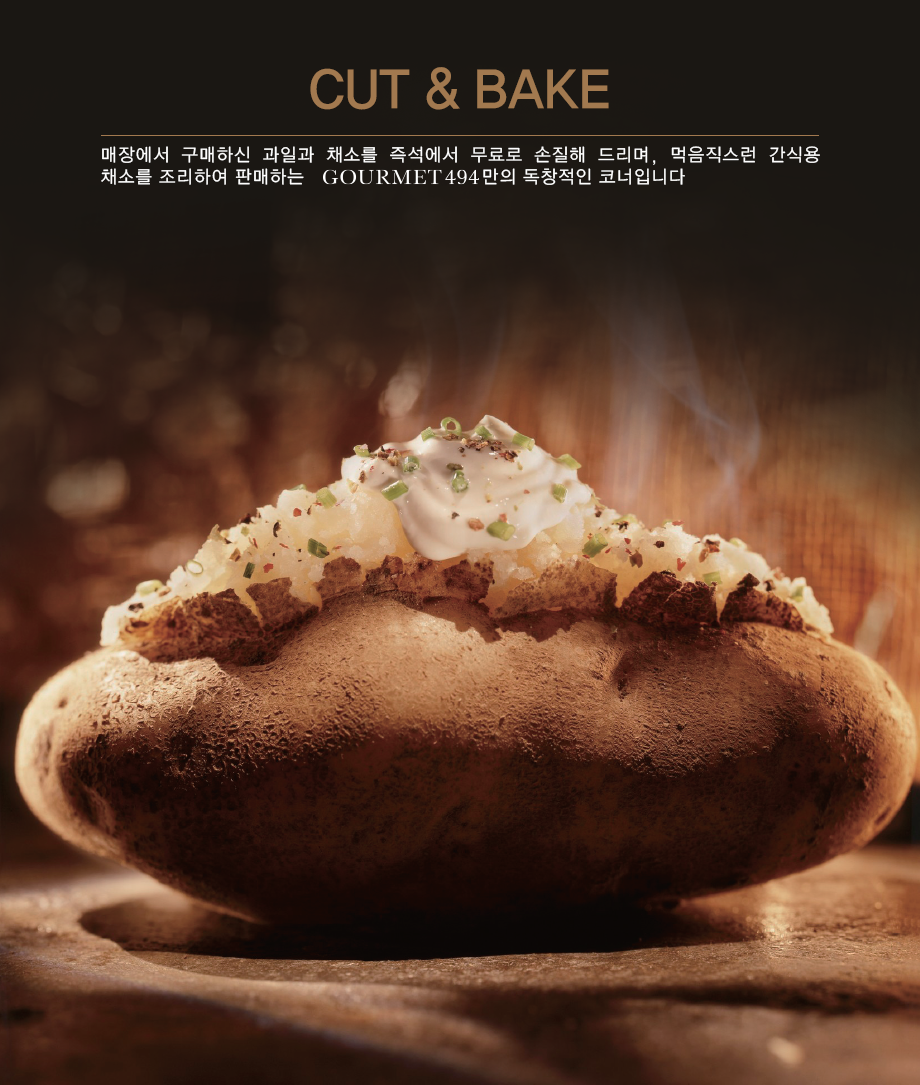 CUT & BAKE
매장에서 구매하신 과일과 채소를 즉석에서 무료로 손질해 드리며, 먹음직스런 간식용
채소를 조리하여 판매하는 GOURMET 494만의 독창적인 코너입니다